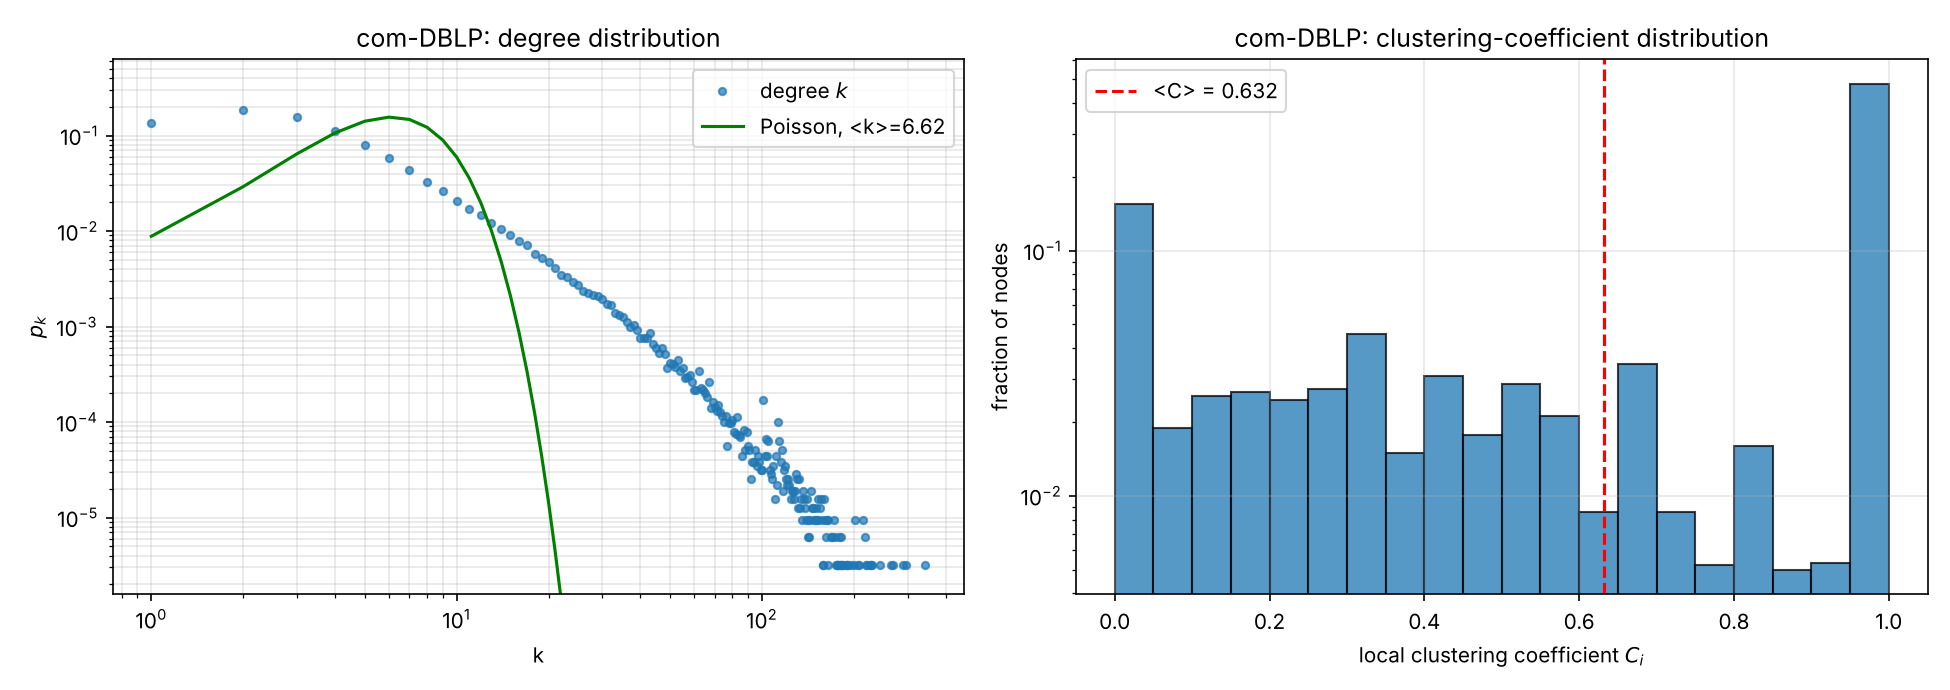 com-DBLP: degree distribution
degree k
Poisson, <k>=6.62
10⁻¹
10⁻²
10⁻³
10⁻⁴
10⁻⁵
pₖ
10⁰
10¹
10²
k
com-DBLP: clustering-coefficient distribution
<C> = 0.632
10⁻¹
10⁻²
fraction of nodes
0.0
0.2
0.4
0.6
0.8
1.0
local clustering coefficient Cᵢ